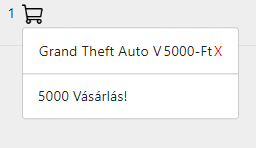 1
Grand Theft Auto V 5000-Ft X
5000 Vásárlás!